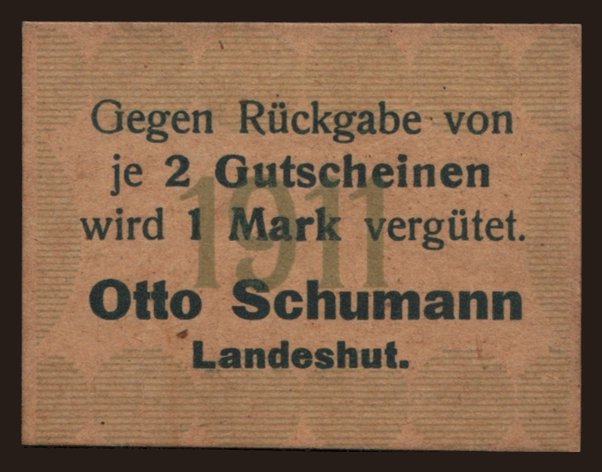 Gegen Rückgabe von
je 2 Gutscheinen
wird 1 Mark vergütet.
1911
Otto Schumann
Landeshut.